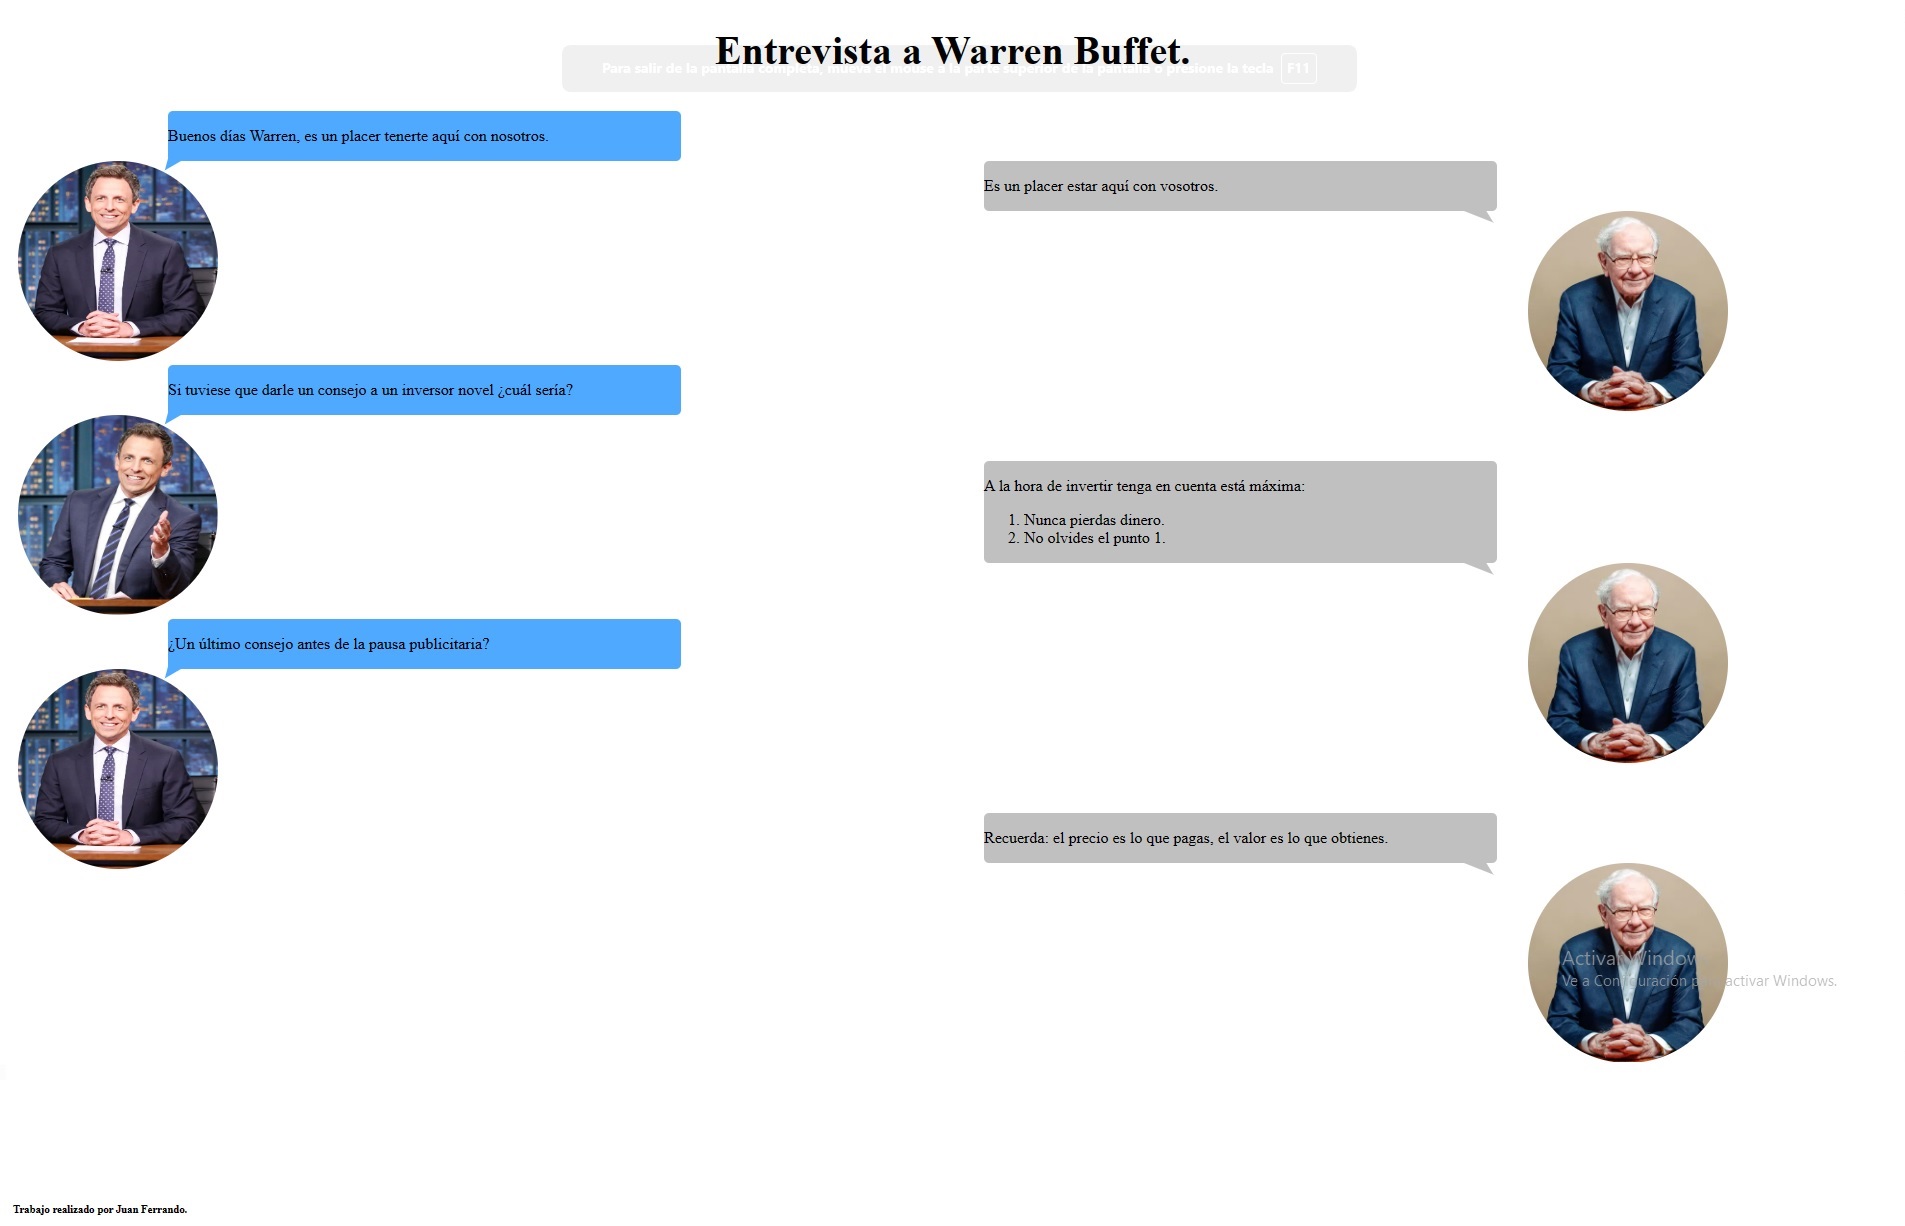 Entrevista a Warren Buffet.
Para salir de la pantalla completa, mueva el mouse a la parte superior de la pantalla o presione la tecla F11
Buenos días Warren, es un placer tenerte aquí con nosotros.
Es un placer estar aquí con vosotros.
Si tuviese que darle un consejo a un inversor novel ¿cuál sería?
A la hora de invertir tenga en cuenta está máxima:
1. Nunca pierdas dinero.
2. No olvides el punto 1.
¿Un último consejo antes de la pausa publicitaria?
Recuerda: el precio es lo que pagas, el valor es lo que obtienes.
Activar Windows
Ve a Configuración para activar Windows.
Trabajo realizado por Juan Ferrando.